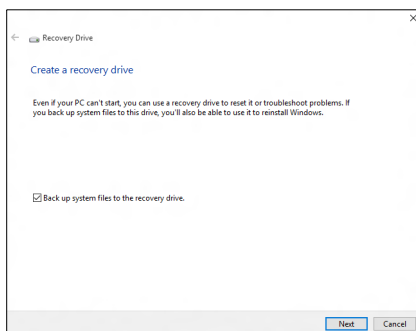 Recovery Drive
Create a recovery drive
Even if your PC can't start, you can use a recovery drive to reset it or troubleshoot problems. If
you back up system files to this drive, you'll also be able to use it to reinstall Windows.
Back up system files to the recovery drive.
Next Cancel